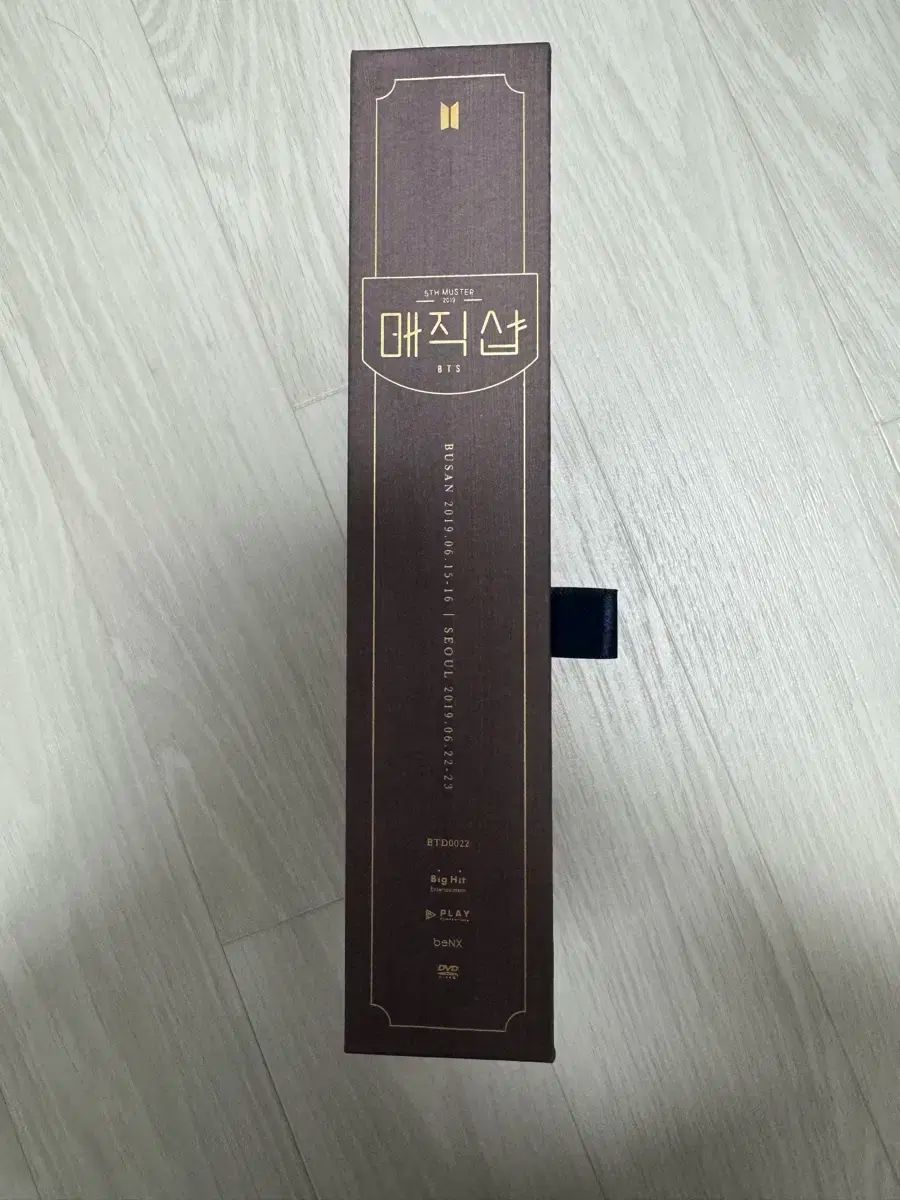 5TH MUSTER
2019
매직샵
BTS
BUSAN 2019.06.15-16 | SEOUL 2019.06.22-23
BTD0022
Big Hit
Entertainment
PLAY
beNX
DVD